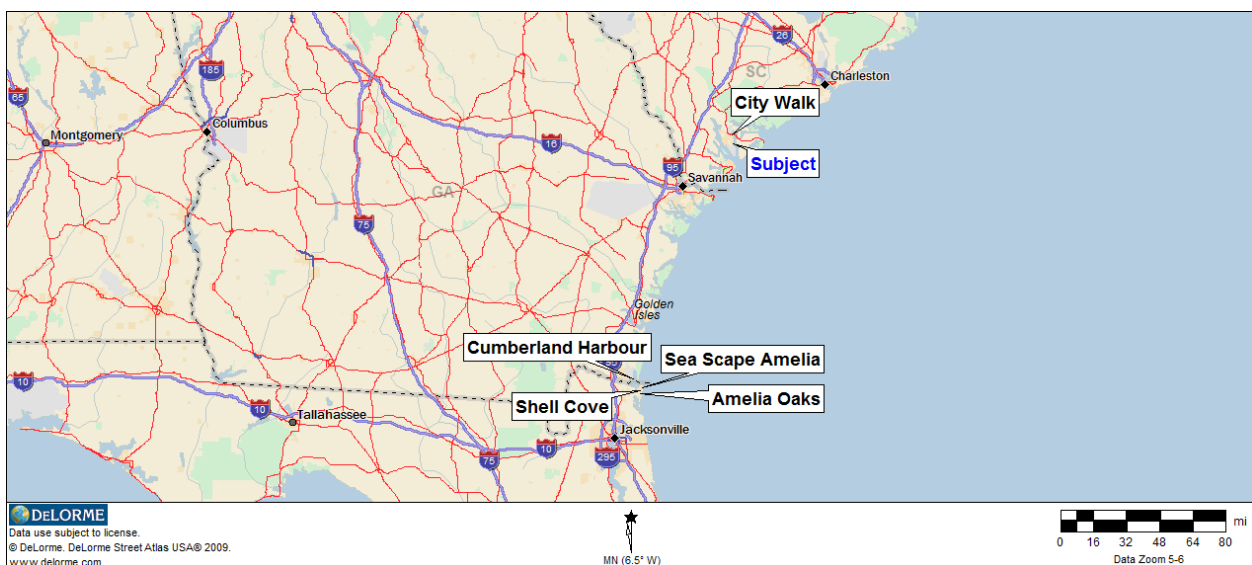 26
SC
Charleston
185
65
City Walk
Columbus
Montgomery
16
Subject
95
Savannah
GA
75
Golden
Isles
Cumberland Harbour
Sea Scape Amelia
10
Amelia Oaks
Shell Cove
10
Tallahassee
Jacksonville
10
75
295
DELORME
Data use subject to license.
© DeLorme. DeLorme Street Atlas USA® 2009.
www.delorme.com
MN (6.5° W)
mi
0 16 32 48 64 80
Data Zoom 5-6